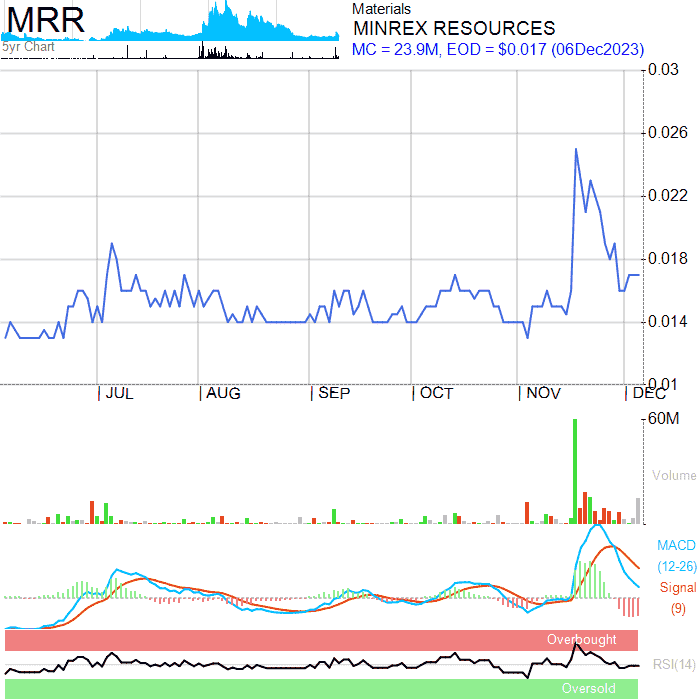 MRR
5yr Chart
Materials
MINREX RESOURCES
MC = 23.9M, EOD = $0.017 (06Dec2023)
0.03
0.026
0.022
0.018
0.014
0.01
JUL
AUG
SEP
OCT
NOV
DEC
60M
Volume
MACD
(12-26)
Signal
(9)
Overbought
RSI(14)
Oversold